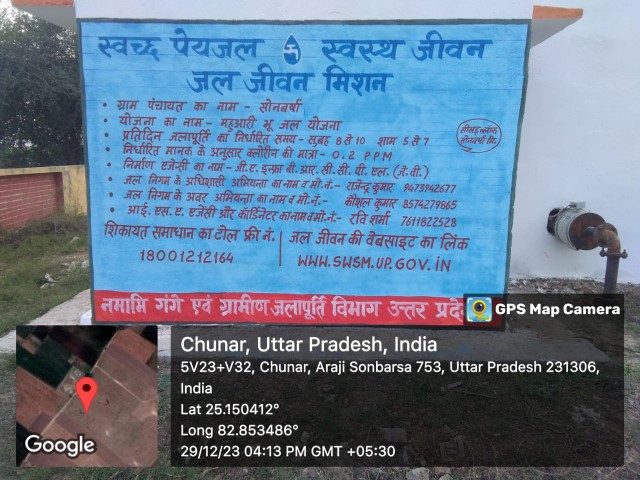 स्वच्छ पेयजल स्वस्थ जीवन
जल जीवन मिशन
• ग्राम पंचायत का नाम - सोनबर्षा
• योजना का नाम - महुआरी भू जल योजना
• प्रतिदिन जलापूर्ति का निर्धारित समय - सुबह 8 से 10 शाम 5 से 7
• निर्धारित मानक के अनुसार क्लोरीन की मात्रा - 0.2 PPM
• निर्माण एजेन्सी का नाम - जी.ए. इन्फ्रा बी.आर.सी.सी.पी.एल. (जे.वी.)
• जल निगम के अधिशासी अभियन्ता का नाम व मो.नं.- राजेन्द्र कुमार 9473942677
• जल निगम के अवर अभियन्ता का नाम व मो.नं.- कौशल कुमार 8574279865
• आई.एस.ए. एजेंसी और कॉर्डिनेटर का नाम व मो.नं.- रवि शर्मा 7611822528
शिकायत समाधान का टोल फ्री नं.
18001212164
जल जीवन की वेबसाइट का लिंक
WWW.SWSM.UP.GOV.IN
नमामि गंगे एवं ग्रामीण जलापूर्ति विभाग उत्तर
GPS Map Camera
Chunar, Uttar Pradesh, India
5V23+V32, Chunar, Araji Sonbarsa 753, Uttar Pradesh 231306,
India
Lat 25.150412°
Long 82.853486°
29/12/23 04:13 PM GMT +05:30
Google